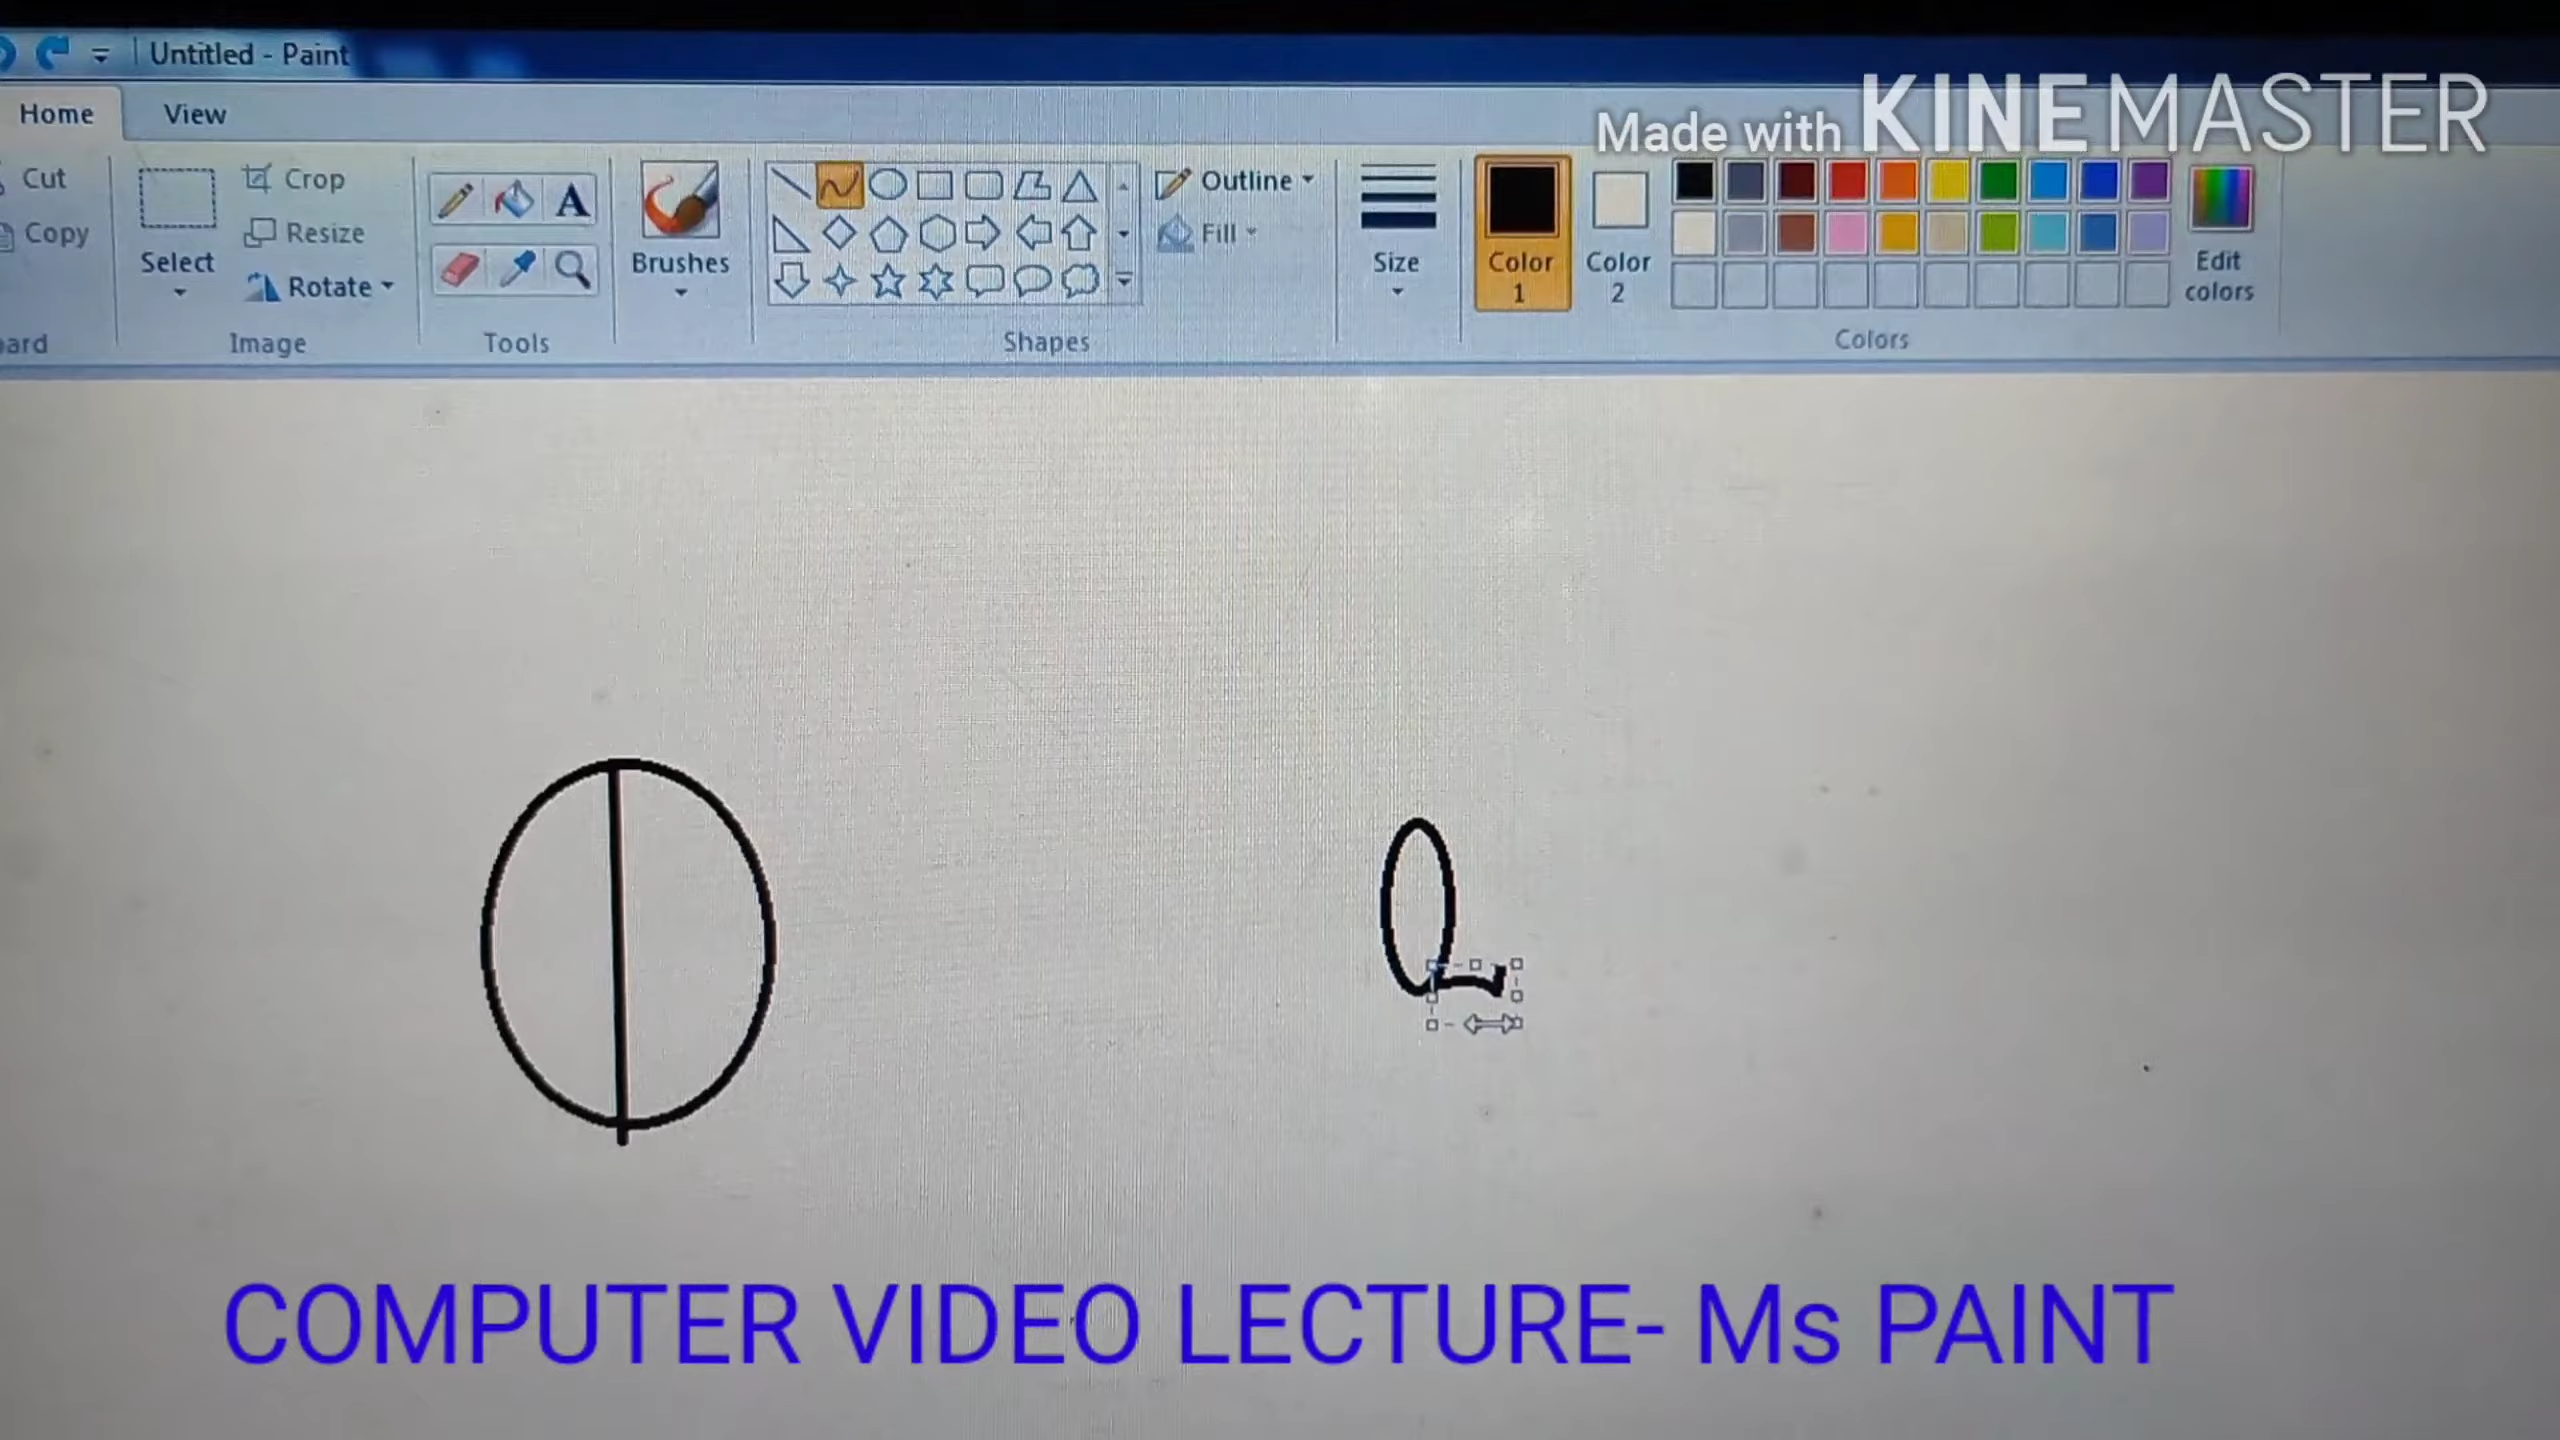 Untitled - Paint
Made with KINEMASTER
Home View
Cut
Copy
Select
Crop
Resize
Rotate
Image
A
Tools
Brushes
Shapes
Outline
Fill
Size
Color
1
Color
2
Edit
colors
Colors
COMPUTER VIDEO LECTURE- Ms PAINT